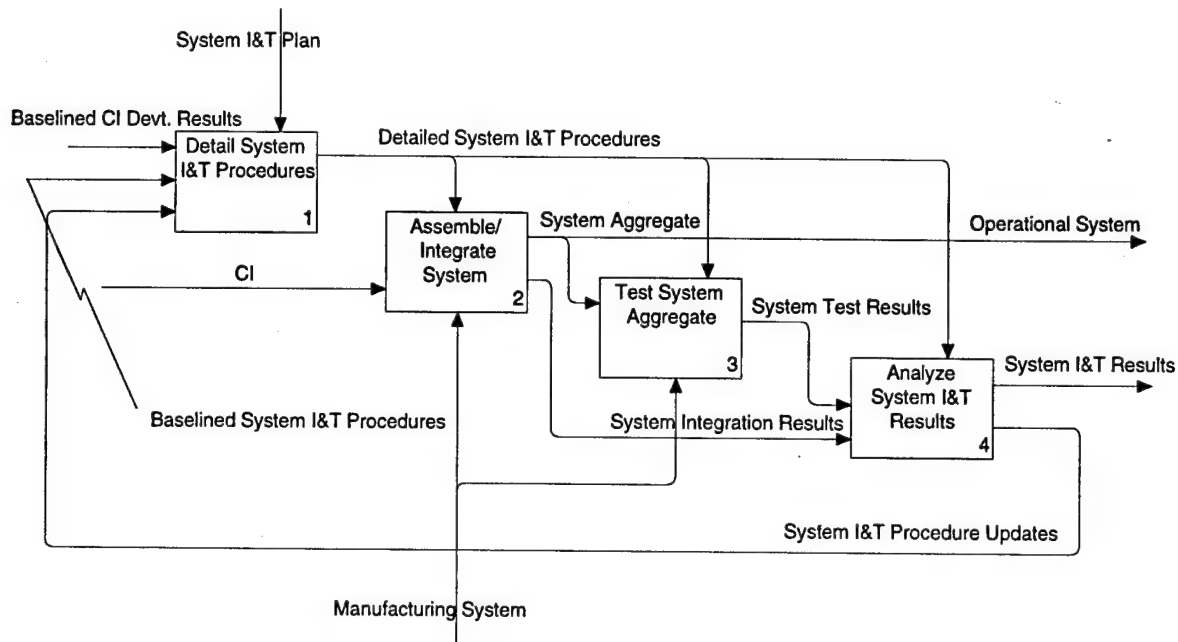 System I&T Plan
Baselined CI Devt. Results
Detail System
I&T Procedures
1
Detailed System I&T Procedures
Assemble/
Integrate
System
2
System Aggregate
Operational System
CI
Test System
Aggregate
3
System Test Results
Analyze
System I&T
Results
4
System I&T Results
Baselined System I&T Procedures
System Integration Results
System I&T Procedure Updates
Manufacturing System